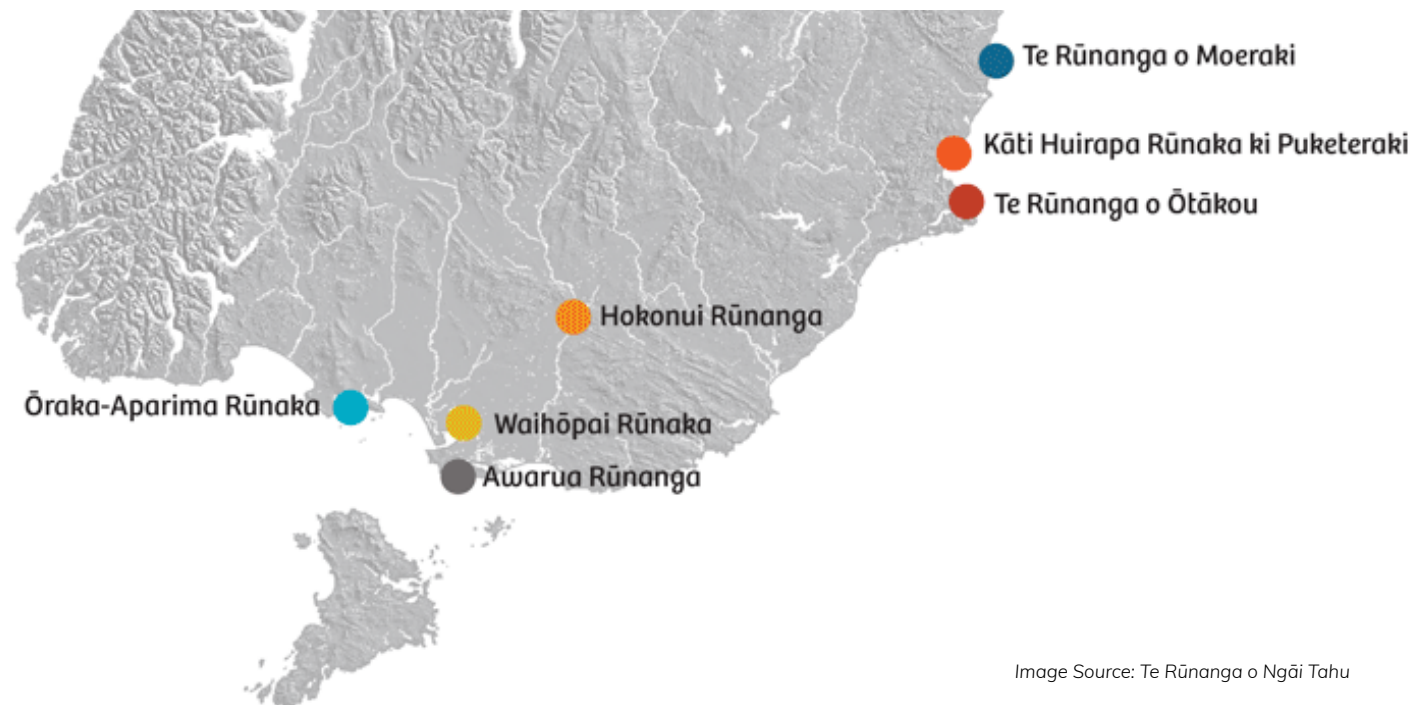 Te Rūnanga o Moeraki
Kāti Huirapa Rūnaka ki Puketeraki
Te Rūnanga o Ōtākou
Hokonui Rūnanga
Ōraka-Aparima Rūnaka
Waihōpai Rūnaka
Awarua Rūnanga
Image Source: Te Rūnanga o Ngāi Tahu